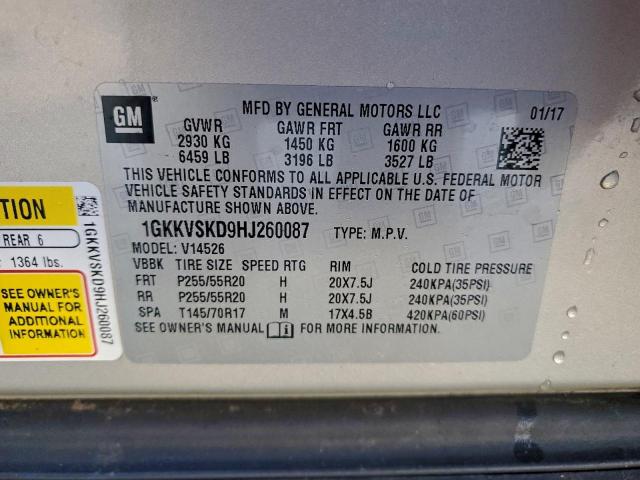 GM
MFD BY GENERAL MOTORS LLC 01/17
GVWR GAWR FRT GAWR RR
2930 KG 1450 KG 1600 KG
6459 LB 3196 LB 3527 LB
THIS VEHICLE CONFORMS TO ALL APPLICABLE U.S. FEDERAL MOTOR
VEHICLE SAFETY STANDARDS IN EFFECT ON THE DATE OF
MANUFACTURE SHOWN ABOVE.
1GKKVSKD9HJ260087 TYPE: M.P.V.
MODEL: V14526
VBBK TIRE SIZE SPEED RTG RIM COLD TIRE PRESSURE
FRT P255/55R20 H 20X7.5J 240KPA(35PSI)
RR P255/55R20 H 20X7.5J 240KPA(35PSI)
SPA T145/70R17 M 17X4.5B 420KPA(60PSI)
SEE OWNER'S MANUAL FOR MORE INFORMATION
TION
REAR 6
1364 lbs.
SEE OWNER'S
MANUAL FOR
ADDITIONAL
INFORMATION
1GKKVSKD9HJ260087